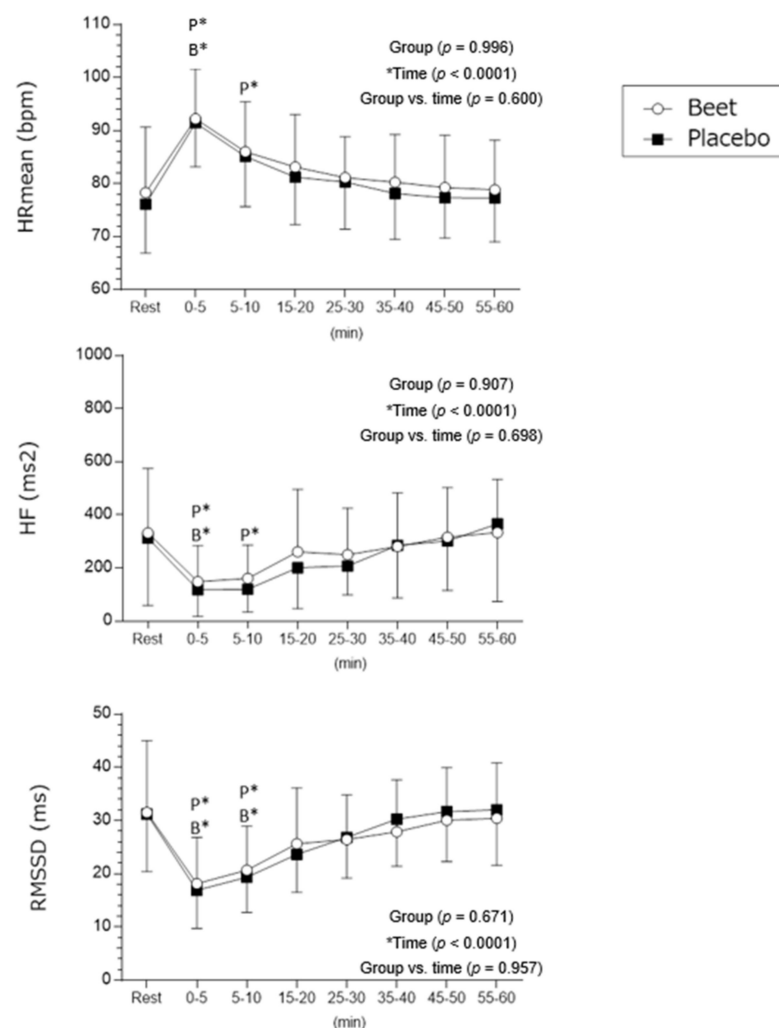 110
100
90
80
70
60
HRmean (bpm)
P*
B*
P*
Group (p = 0.996)
*Time (p < 0.0001)
Group vs. time (p = 0.600)
Beet
Placebo
Rest 0-5 5-10 15-20 25-30 35-40 45-50 55-60
(min)
1000
800
600
400
200
0
HF (ms2)
Group (p = 0.907)
*Time (p < 0.0001)
Group vs. time (p = 0.698)
P*
B*
P*
Rest 0-5 5-10 15-20 25-30 35-40 45-50 55-60
(min)
50
40
30
20
10
0
RMSSD (ms)
P*
B*
P*
B*
Group (p = 0.671)
*Time (p < 0.0001)
Group vs. time (p = 0.957)
Rest 0-5 5-10 15-20 25-30 35-40 45-50 55-60
(min)